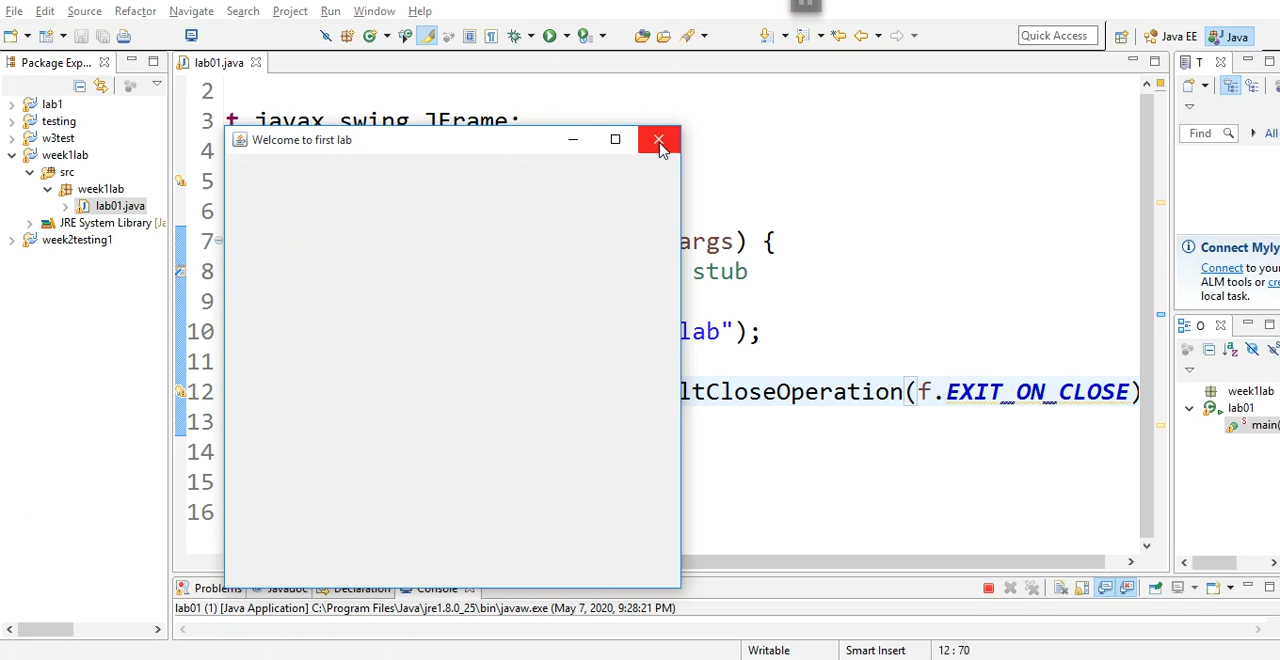 File Edit Source Refactor Navigate Search Project Run Window Help
Quick Access
Java EE
Java
Package Exp...
lab01.java
T
lab1
testing
w3test
week1lab
src
week1lab
lab01.java
JRE System Library [Ja
week2testing1
2
3 t javax.swing.JFrame;
Welcome to first lab
4
5
6
7 args) {
8 stub
9
10 lab");
11
12 ltCloseOperation(f.EXIT_ON_CLOSE)
13
14
15
16
Find
All
Connect Myly
Connect to your
ALM tools or cre
local task.
O
week1lab
lab01
S main(
Problems Javadoc Declaration Console
lab01 (1) [Java Application] C:\Program Files\Java\jre1.8.0_25\bin\javaw.exe (May 7, 2020, 9:28:21 PM)
Writable Smart Insert 12 : 70